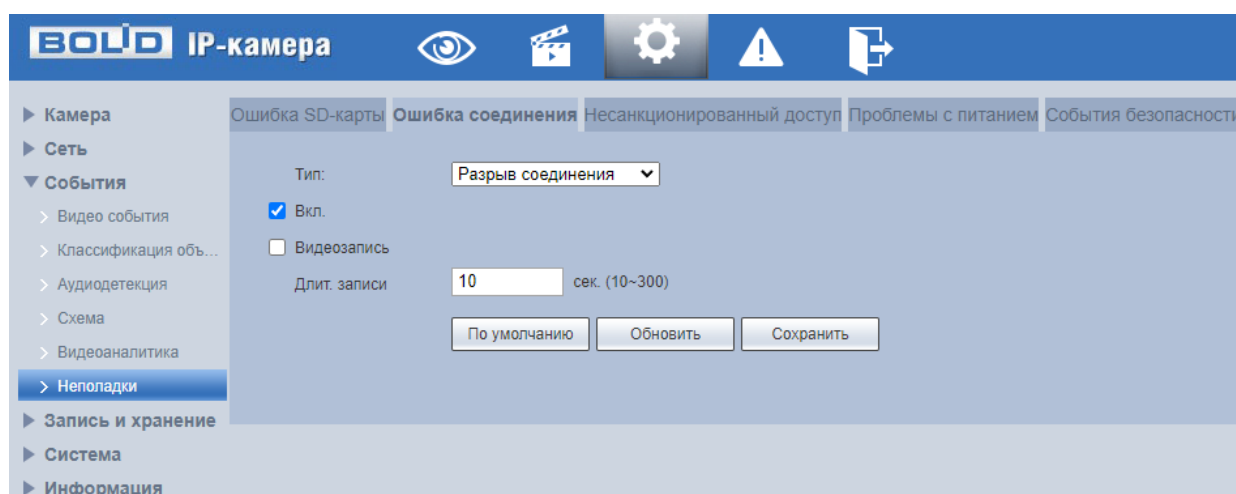 BOLID IP-камера
Камера
Сеть
События
Видео события
Классификация объ...
Аудиодетекция
Схема
Видеоаналитика
Неполадки
Запись и хранение
Система
Информация
Ошибка SD-карты Ошибка соединения Несанкционированный доступ Проблемы с питанием События безопасности
Тип: Разрыв соединения
Вкл.
Видеозапись
Длит. записи 10 сек. (10~300)
По умолчанию Обновить Сохранить